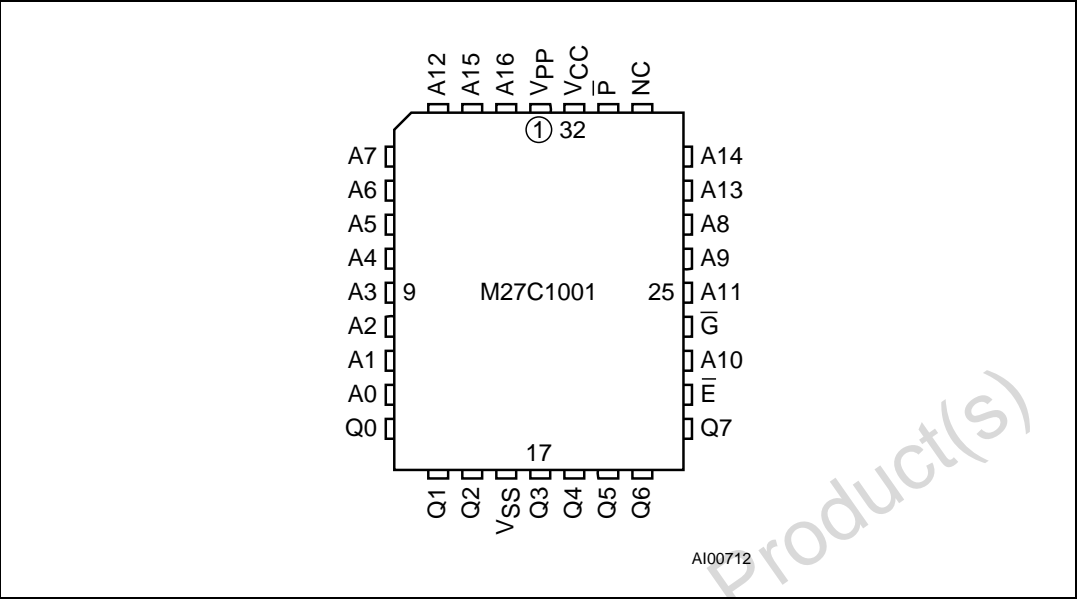 A12 A15 A16 VPP VCC P̅ NC
1 32
A7 A14
A6 A13
A5 A8
A4 A9
A3 9 M27C1001 25 A11
A2 G̅
A1 A10
A0 E̅
Q0 Q7
17
Q1 Q2 VSS Q3 Q4 Q5 Q6
AI00712
Product(s)